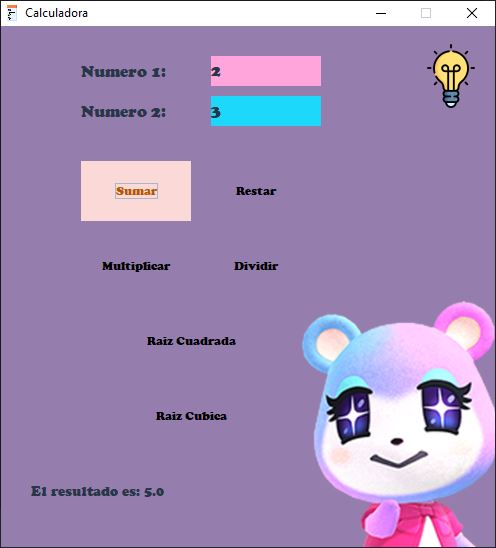 Calculadora
Numero 1: 2
Numero 2: 3
Sumar Restar
Multiplicar Dividir
Raiz Cuadrada
Raiz Cubica
El resultado es: 5.0